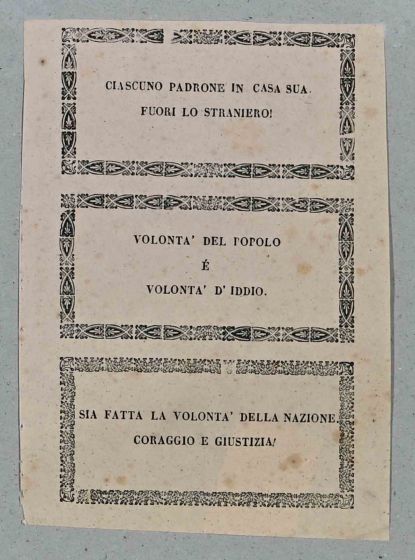 CIASCUNO PADRONE IN CASA SUA.
FUORI LO STRANIERO!
VOLONTA' DEL POPOLO
É
VOLONTA' D' IDDIO.
SIA FATTA LA VOLONTA' DELLA NAZIONE
CORAGGIO E GIUSTIZIA!